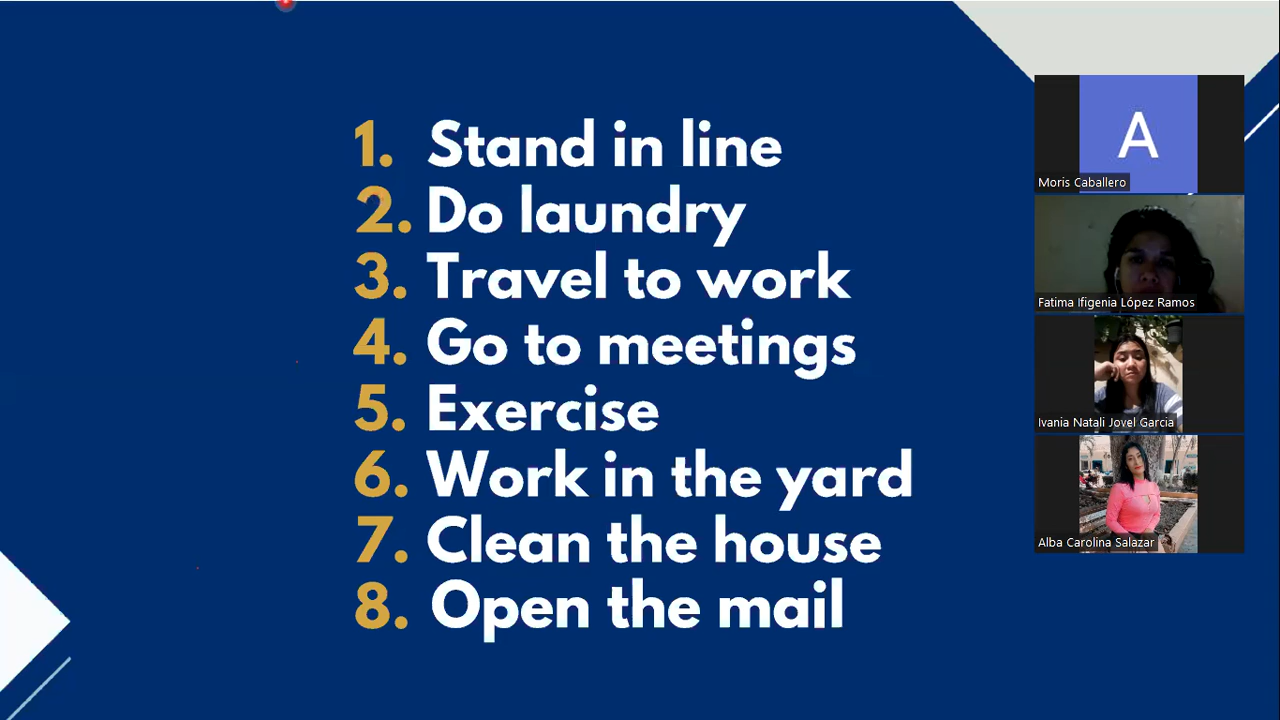 1. Stand in line
2. Do laundry
3. Travel to work
4. Go to meetings
5. Exercise
6. Work in the yard
7. Clean the house
8. Open the mail
A
Moris Caballero
Fatima Ifigenia López Ramos
Ivania Natali Jovel Garcia
Alba Carolina Salazar